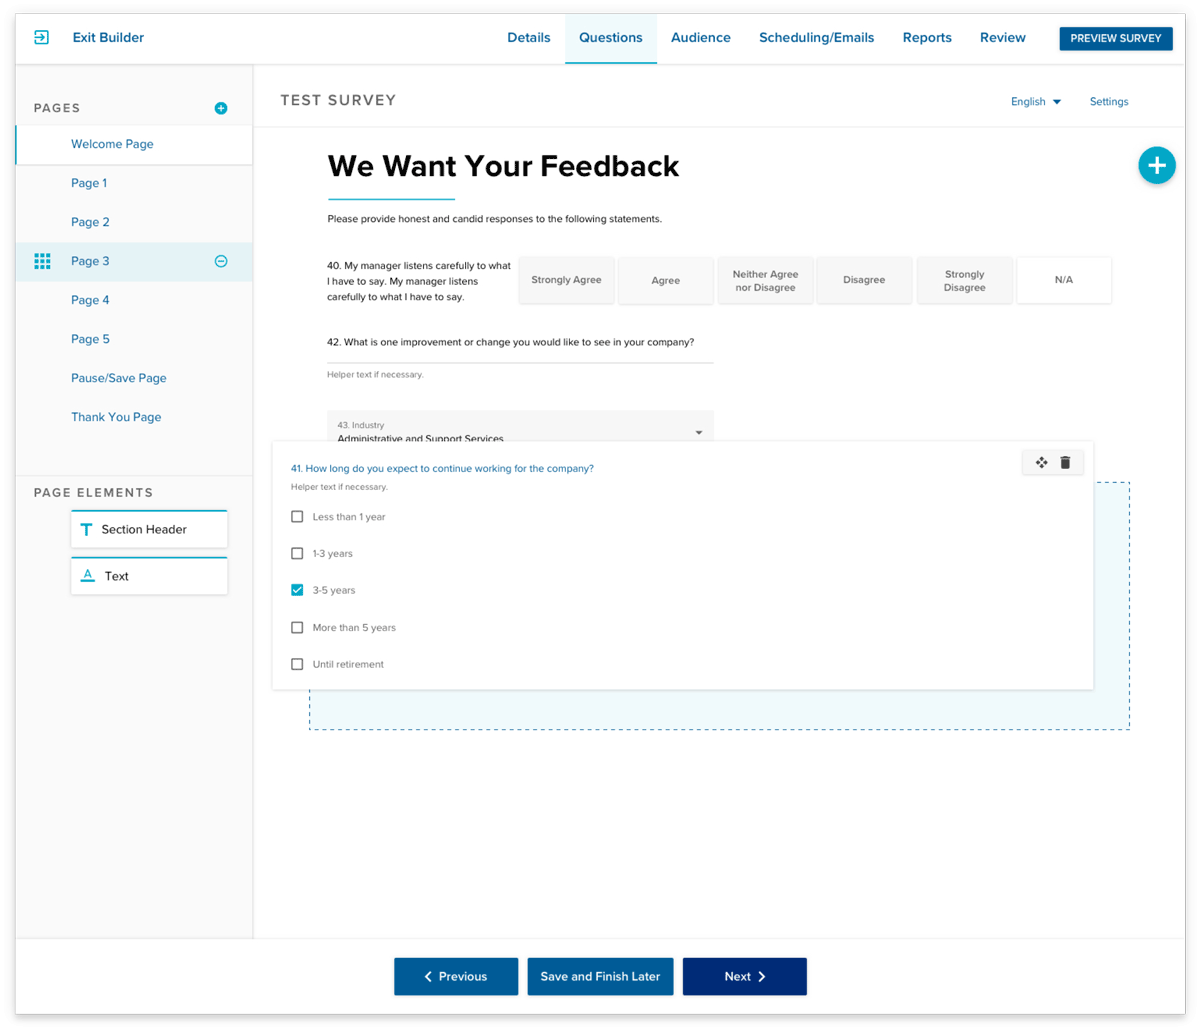 Exit Builder
Details
Questions
Audience
Scheduling/Emails
Reports
Review
PREVIEW SURVEY
PAGES
Welcome Page
Page 1
Page 2
Page 3
Page 4
Page 5
Pause/Save Page
Thank You Page
PAGE ELEMENTS
Section Header
Text
TEST SURVEY
English
Settings
We Want Your Feedback
Please provide honest and candid responses to the following statements.
40. My manager listens carefully to what
I have to say. My manager listens
carefully to what I have to say.
Strongly Agree
Agree
Neither Agree
nor Disagree
Disagree
Strongly
Disagree
N/A
42. What is one improvement or change you would like to see in your company?
Helper text if necessary.
43. Industry
Administrative and Support Services
41. How long do you expect to continue working for the company?
Helper text if necessary.
Less than 1 year
1-3 years
3-5 years
More than 5 years
Until retirement
Previous
Save and Finish Later
Next